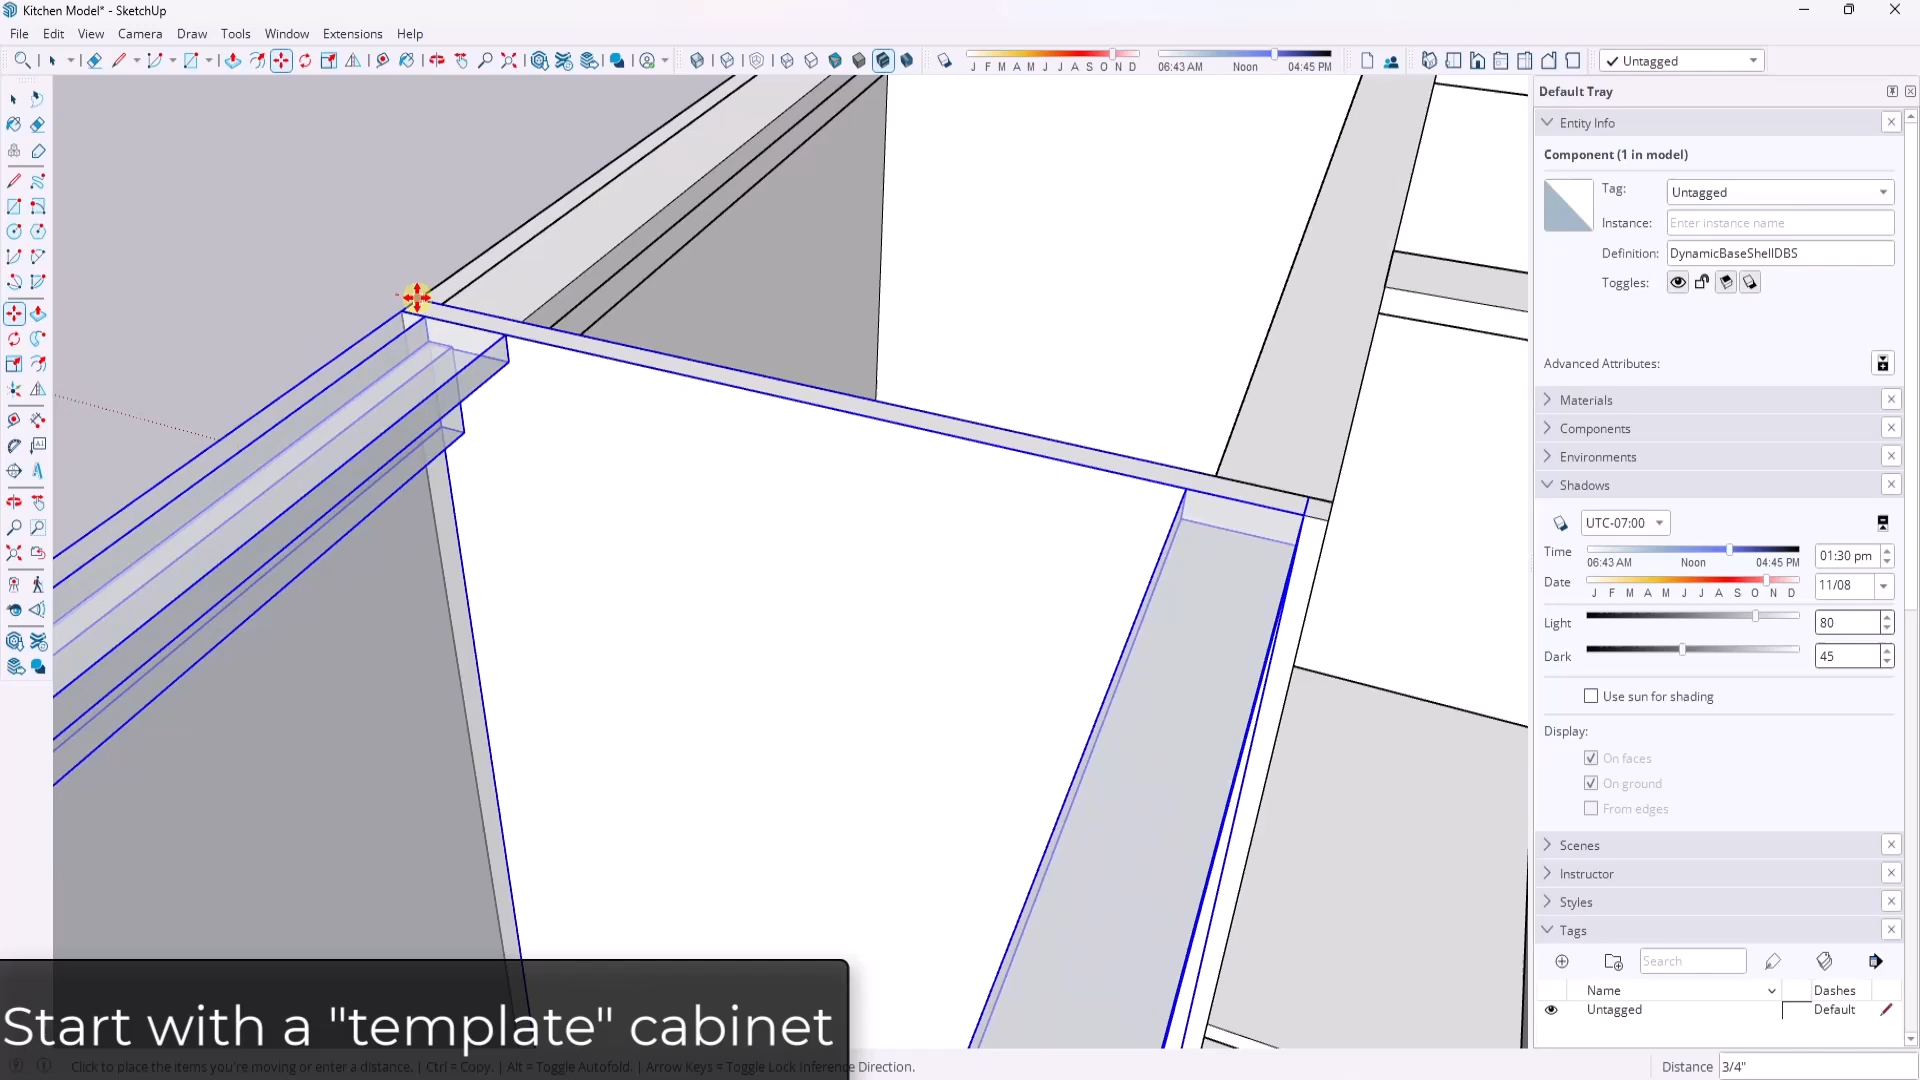 Kitchen Model* - SketchUp
File Edit View Camera Draw Tools Window Extensions Help
J F M A M J J A S O N D
06:43 AM Noon 04:45 PM
Untagged
Default Tray
Entity Info
Component (1 in model)
Tag: Untagged
Instance: Enter instance name
Definition: DynamicBaseShellDBS
Toggles:
Advanced Attributes:
Materials
Components
Environments
Shadows
UTC-07:00
Time 01:30 pm
06:43 AM Noon 04:45 PM
Date 11/08
J F M A M J J A S O N D
Light 80
Dark 45
Use sun for shading
Display:
On faces
On ground
From edges
Scenes
Instructor
Styles
Tags
Search
Name Dashes
Untagged Default
Start with a "template" cabinet
Click to place the items you're moving or enter a distance. | Ctrl = Copy. | Alt = Toggle Autofold. | Arrow Keys = Toggle Lock Inference Direction.
Distance 3/4"